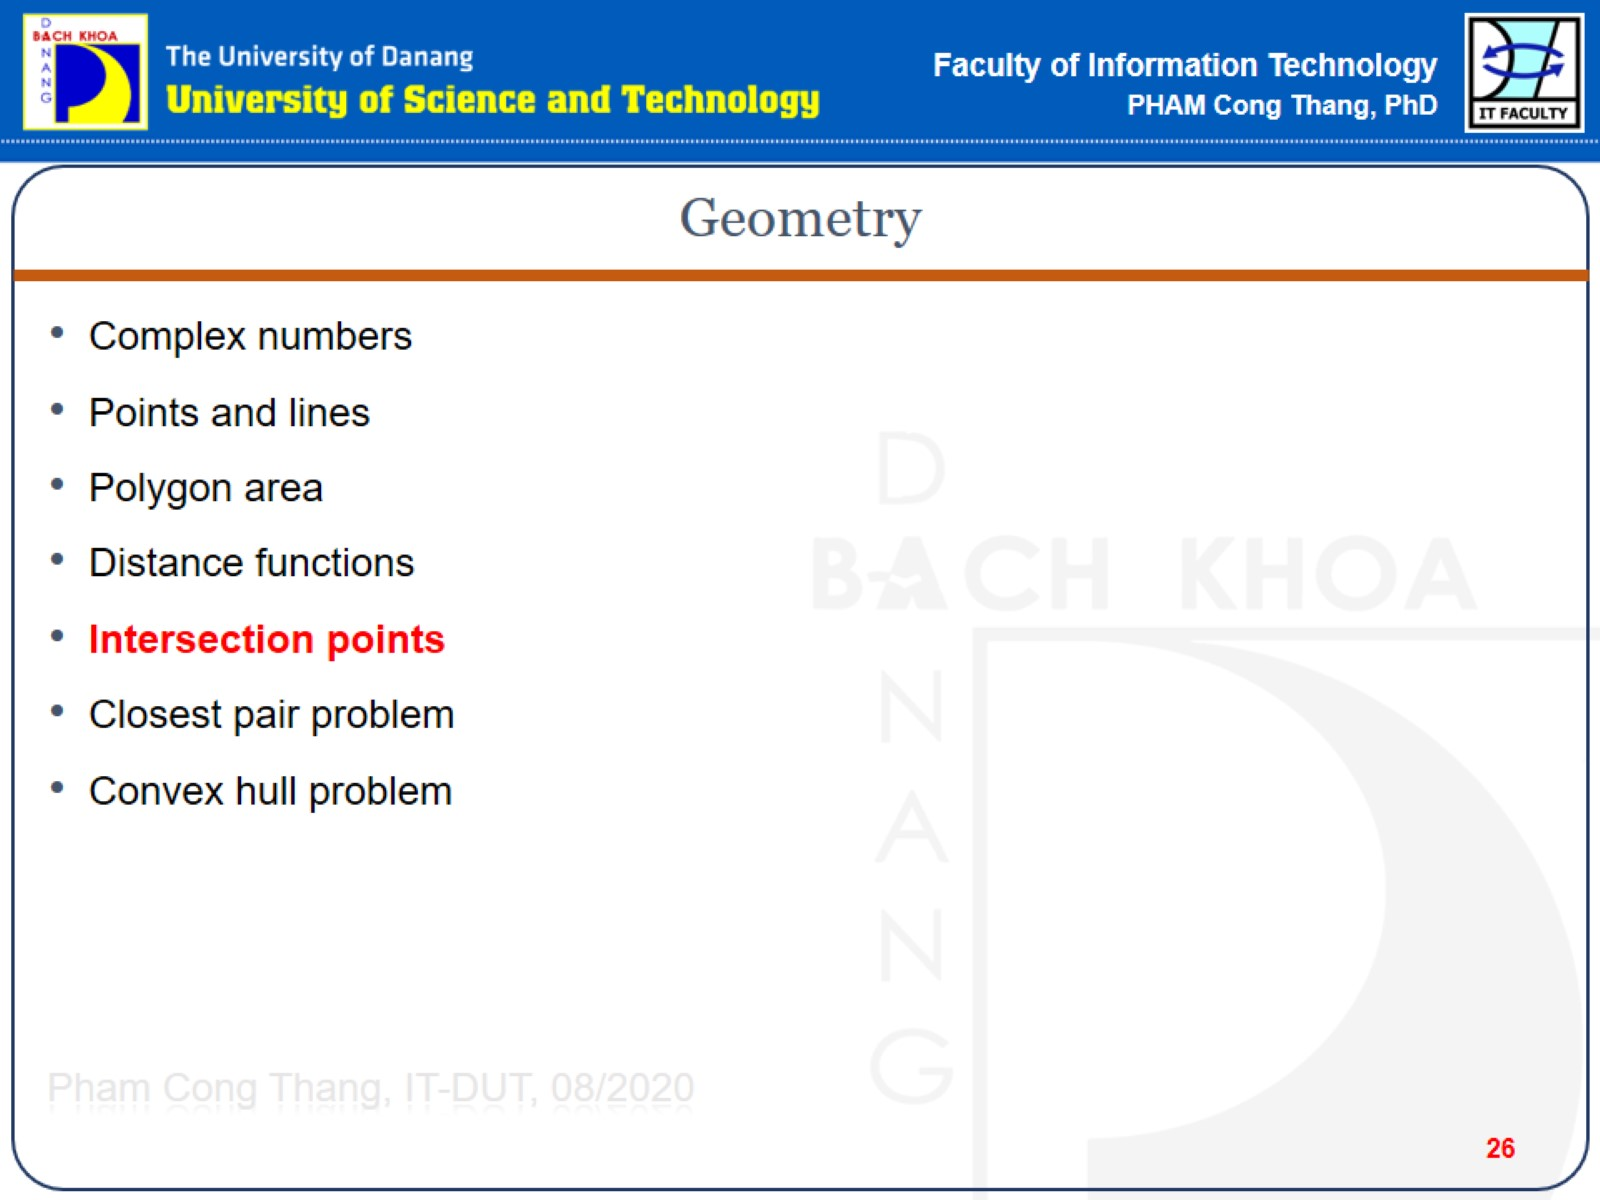 DANANG
BACH KHOA
The University of Danang
University of Science and Technology
Faculty of Information Technology
PHAM Cong Thang, PhD
IT FACULTY
Geometry
• Complex numbers
• Points and lines
• Polygon area
• Distance functions
• Intersection points
• Closest pair problem
• Convex hull problem
DANANG
BACH KHOA
Pham Cong Thang, IT-DUT, 08/2020
26